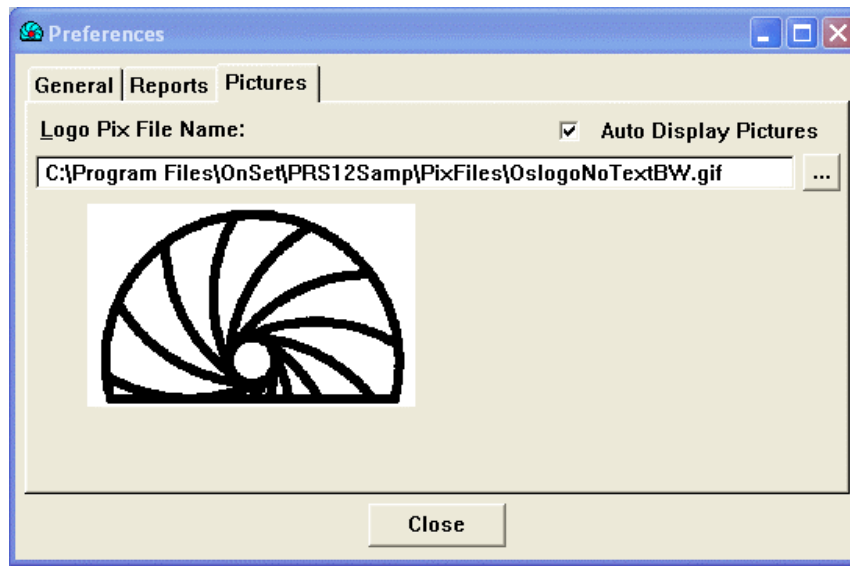 Preferences
General Reports Pictures
Logo Pix File Name: Auto Display Pictures
C:\Program Files\OnSet\PRS12Samp\PixFiles\OslogoNoTextBW.gif ...
Close